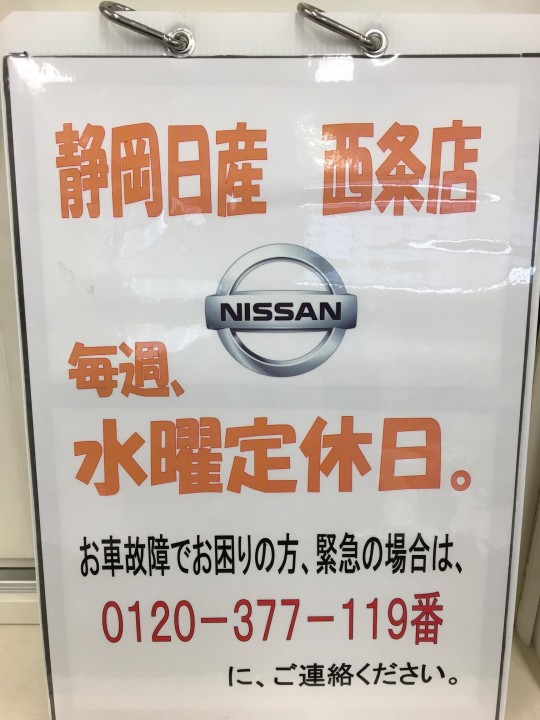 静岡日産 西条店
NISSAN
毎週、
水曜定休日。
お車故障でお困りの方、緊急の場合は、
0120-377-119番
に、ご連絡ください。